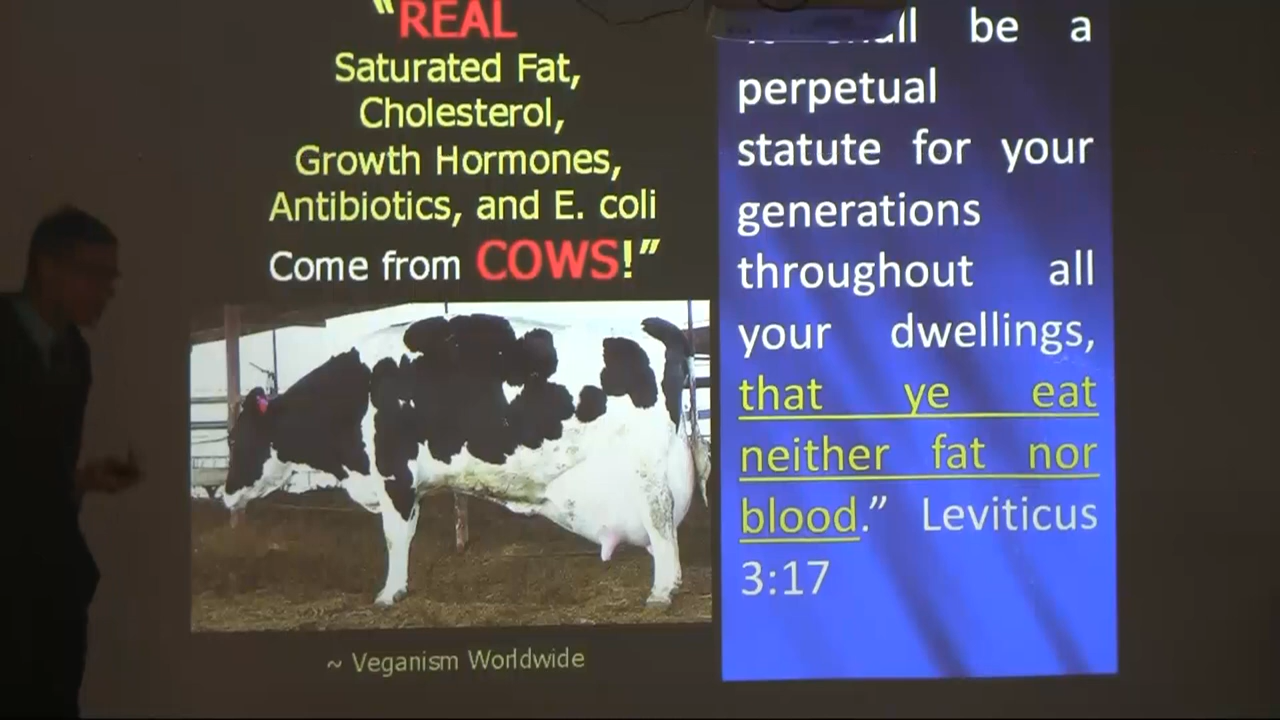 "REAL
Saturated Fat,
Cholesterol,
Growth Hormones,
Antibiotics, and E. coli
Come from COWS!"
~ Veganism Worldwide
be a
perpetual
statute for your
generations
throughout all
your dwellings,
that ye eat
neither fat nor
blood." Leviticus
3:17